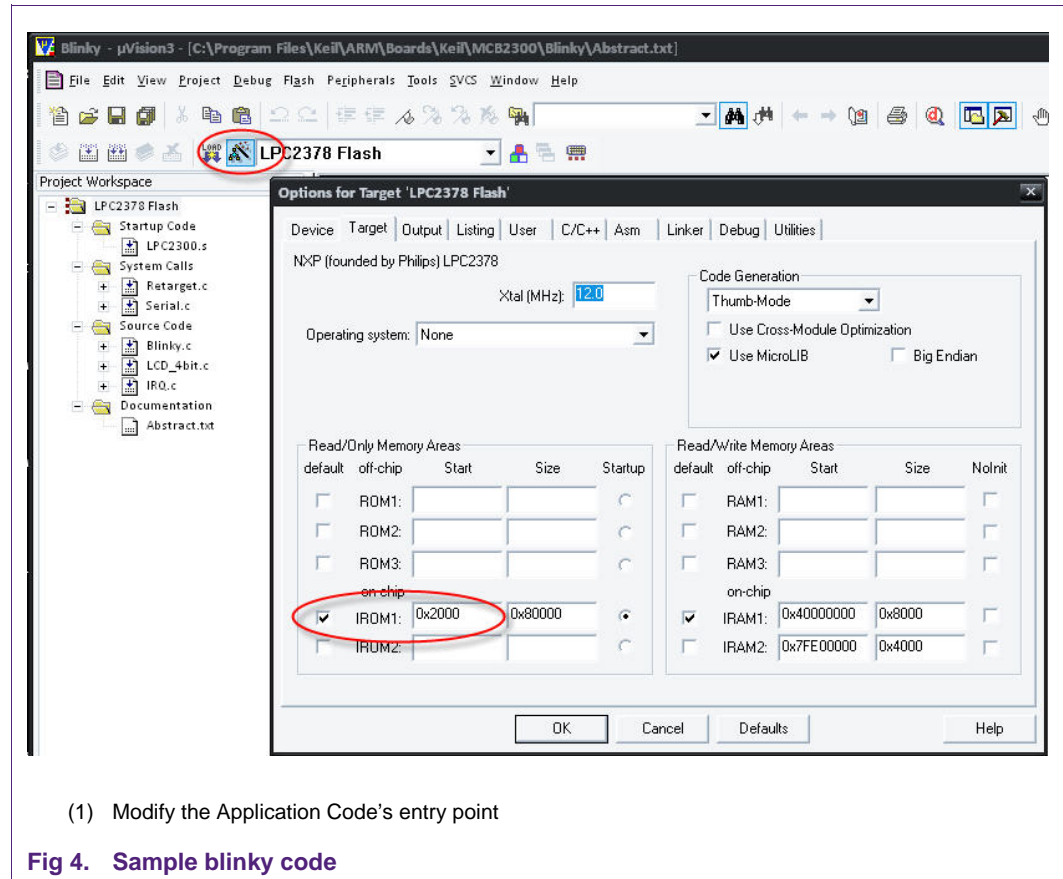 Blinky - µVision3 - [C:\Program Files\Keil\ARM\Boards\Keil\MCB2300\Blinky\Abstract.txt]
File Edit View Project Debug Flash Peripherals Tools SVCS Window Help
LOAD LPC2378 Flash
Project Workspace
LPC2378 Flash
Startup Code
LPC2300.s
System Calls
Retarget.c
Serial.c
Source Code
Blinky.c
LCD_4bit.c
IRQ.c
Documentation
Abstract.txt
Options for Target 'LPC2378 Flash'
Device Target Output Listing User C/C++ Asm Linker Debug Utilities
NXP (founded by Philips) LPC2378
Xtal (MHz): 12.0
Operating system: None
Code Generation
Thumb-Mode
Use Cross-Module Optimization
Use MicroLIB Big Endian
Read/Only Memory Areas
default off-chip Start Size Startup
ROM1:
ROM2:
ROM3:
on-chip
IROM1: 0x2000 0x80000
IROM2:
Read/Write Memory Areas
default off-chip Start Size NoInit
RAM1:
RAM2:
RAM3:
on-chip
IRAM1: 0x40000000 0x8000
IRAM2: 0x7FE00000 0x4000
OK Cancel Defaults Help
(1) Modify the Application Code's entry point
Fig 4. Sample blinky code